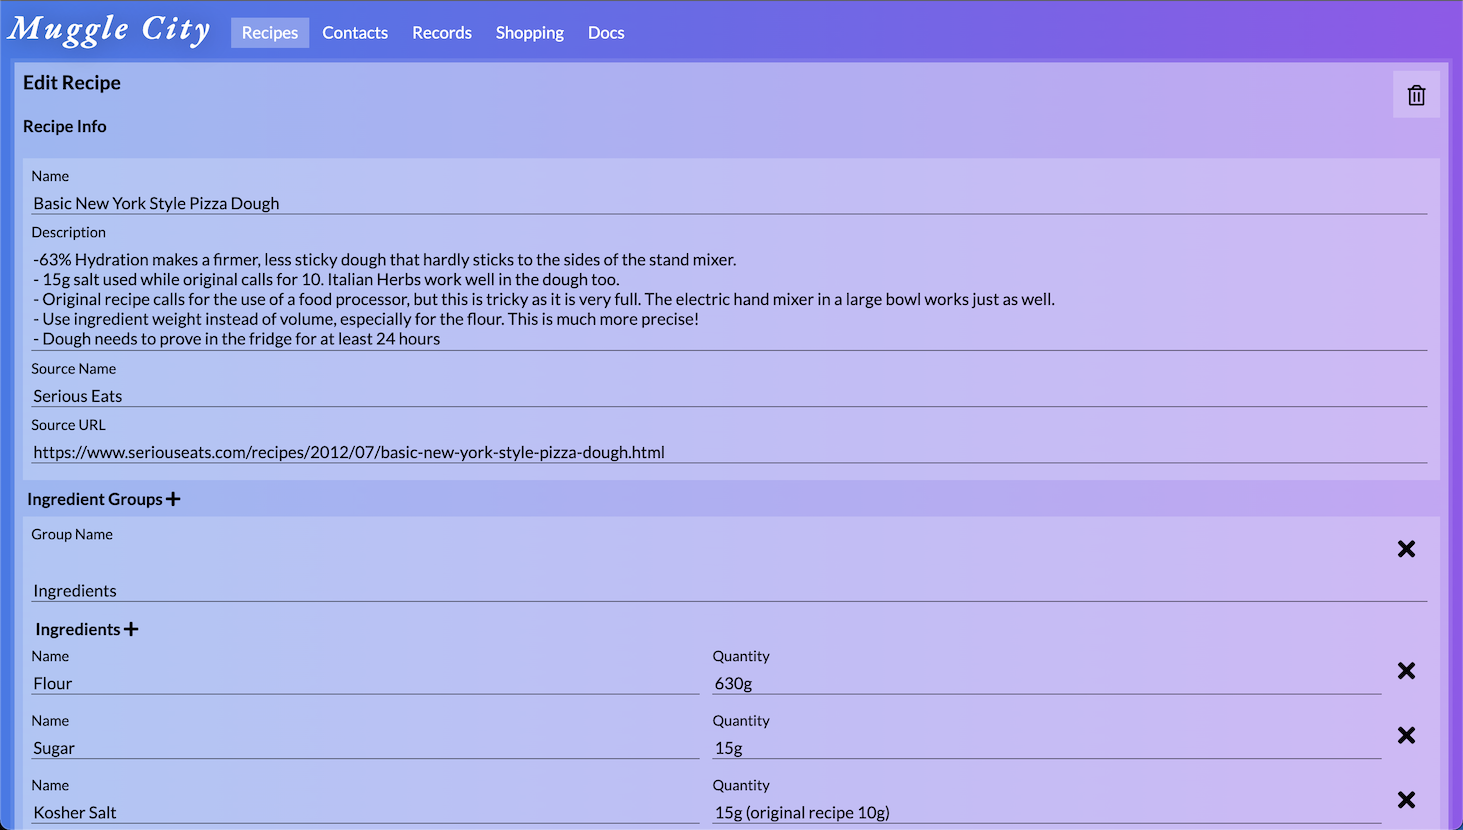 Muggle City Recipes Contacts Records Shopping Docs
Edit Recipe
Recipe Info
Name
Basic New York Style Pizza Dough
Description
-63% Hydration makes a firmer, less sticky dough that hardly sticks to the sides of the stand mixer.
- 15g salt used while original calls for 10. Italian Herbs work well in the dough too.
- Original recipe calls for the use of a food processor, but this is tricky as it is very full. The electric hand mixer in a large bowl works just as well.
- Use ingredient weight instead of volume, especially for the flour. This is much more precise!
- Dough needs to prove in the fridge for at least 24 hours
Source Name
Serious Eats
Source URL
https://www.seriouseats.com/recipes/2012/07/basic-new-york-style-pizza-dough.html
Ingredient Groups
Group Name
Ingredients
Ingredients
Name Quantity
Flour 630g
Name Quantity
Sugar 15g
Name Quantity
Kosher Salt 15g (original recipe 10g)